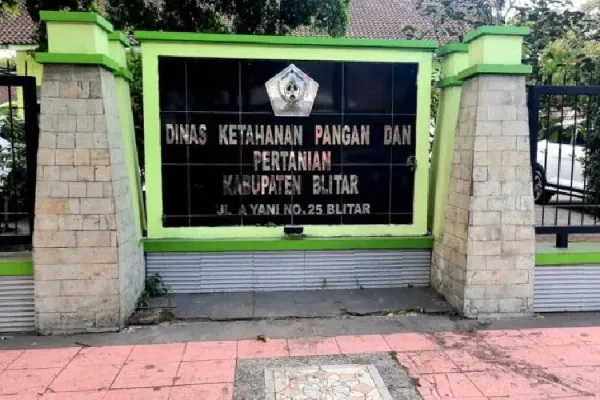 DINAS KETAHANAN PANGAN DAN
PERTANIAN
KABUPATEN BLITAR
JL. A YANI NO. 25 BLITAR